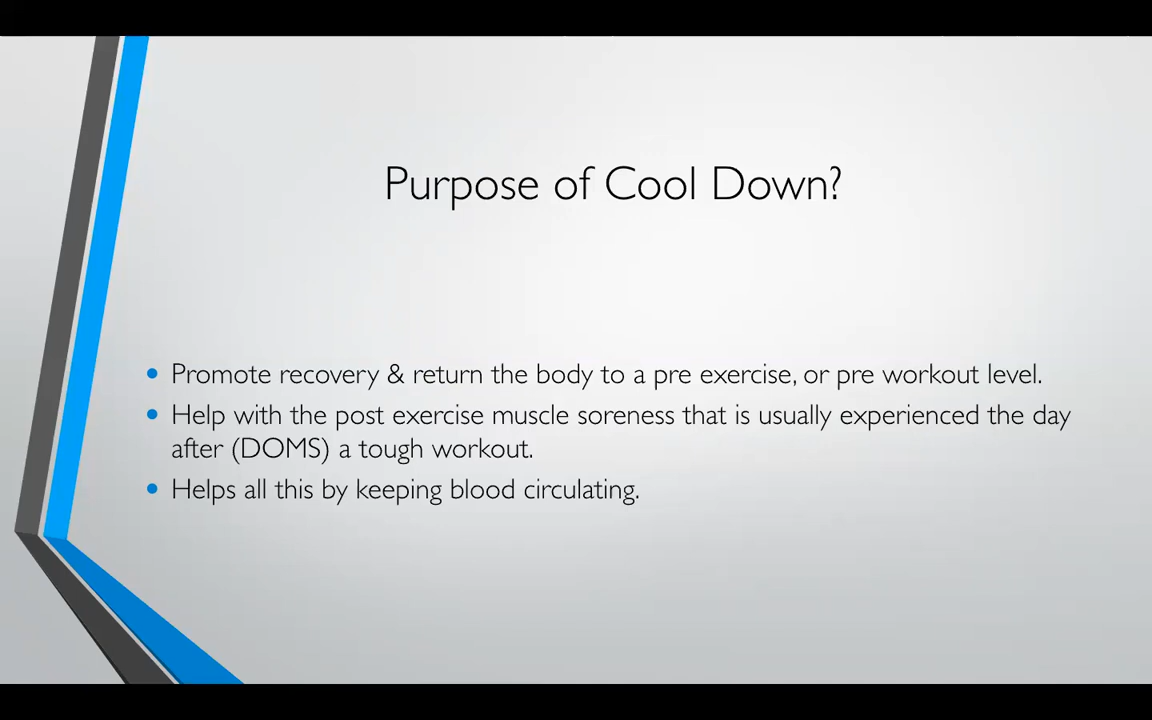 Purpose of Cool Down?
• Promote recovery & return the body to a pre exercise, or pre workout level.
• Help with the post exercise muscle soreness that is usually experienced the day
after (DOMS) a tough workout.
• Helps all this by keeping blood circulating.